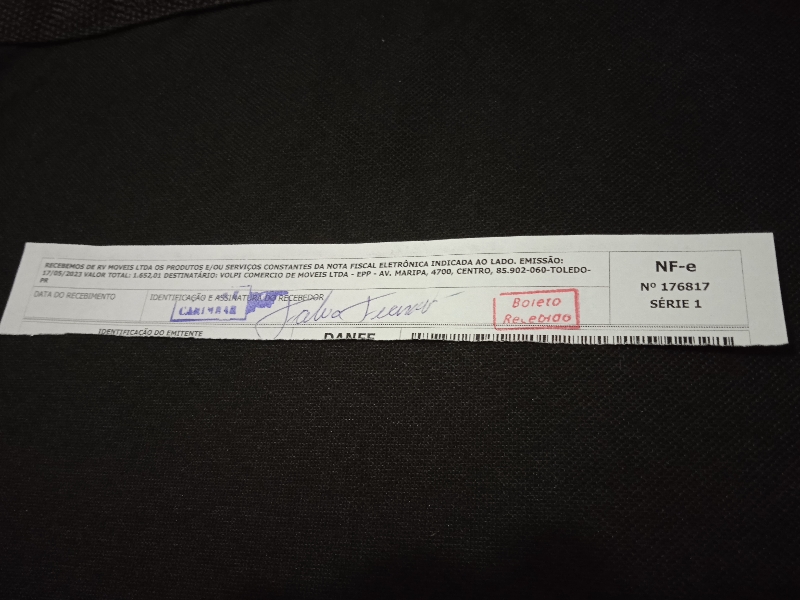 RECEBEMOS DE RV MOVEIS LTDA OS PRODUTOS E/OU SERVIÇOS CONSTANTES DA NOTA FISCAL ELETRÔNICA INDICADA AO LADO. EMISSÃO:
17/05/2023 VALOR TOTAL: 1.652,01 DESTINATÁRIO: VOLPI COMERCIO DE MOVEIS LTDA - EPP - AV. MARIPA, 4700, CENTRO, 85.902-060-TOLEDO-
PR
NF-e
Nº 176817
SÉRIE 1
DATA DO RECEBIMENTO
IDENTIFICAÇÃO E ASSINATURA DO RECEBEDOR
Boleto
Recebido
IDENTIFICAÇÃO DO EMITENTE
DANFE